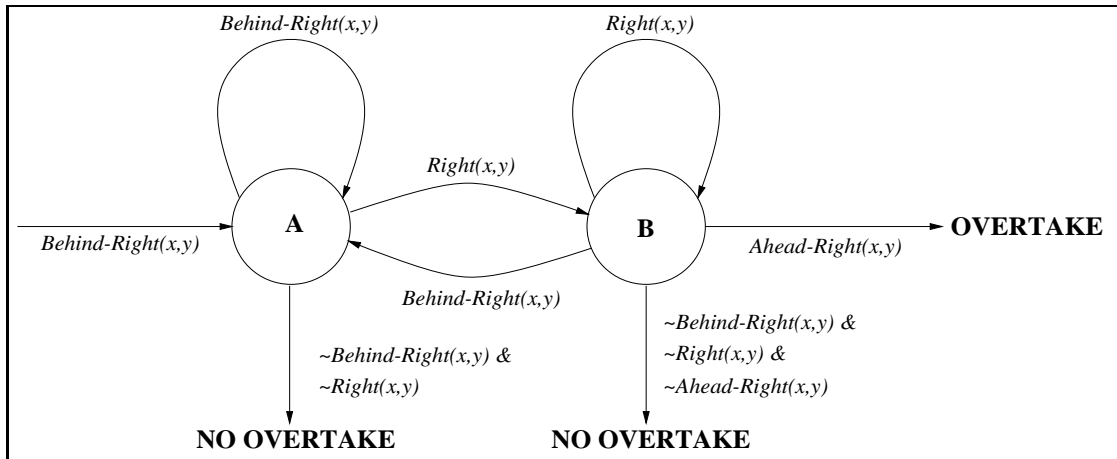 Behind-Right(x,y)
Right(x,y)
Right(x,y)
A
B
OVERTAKE
Behind-Right(x,y)
Ahead-Right(x,y)
Behind-Right(x,y)
~Behind-Right(x,y) &
~Right(x,y)
~Behind-Right(x,y) &
~Right(x,y) &
~Ahead-Right(x,y)
NO OVERTAKE
NO OVERTAKE